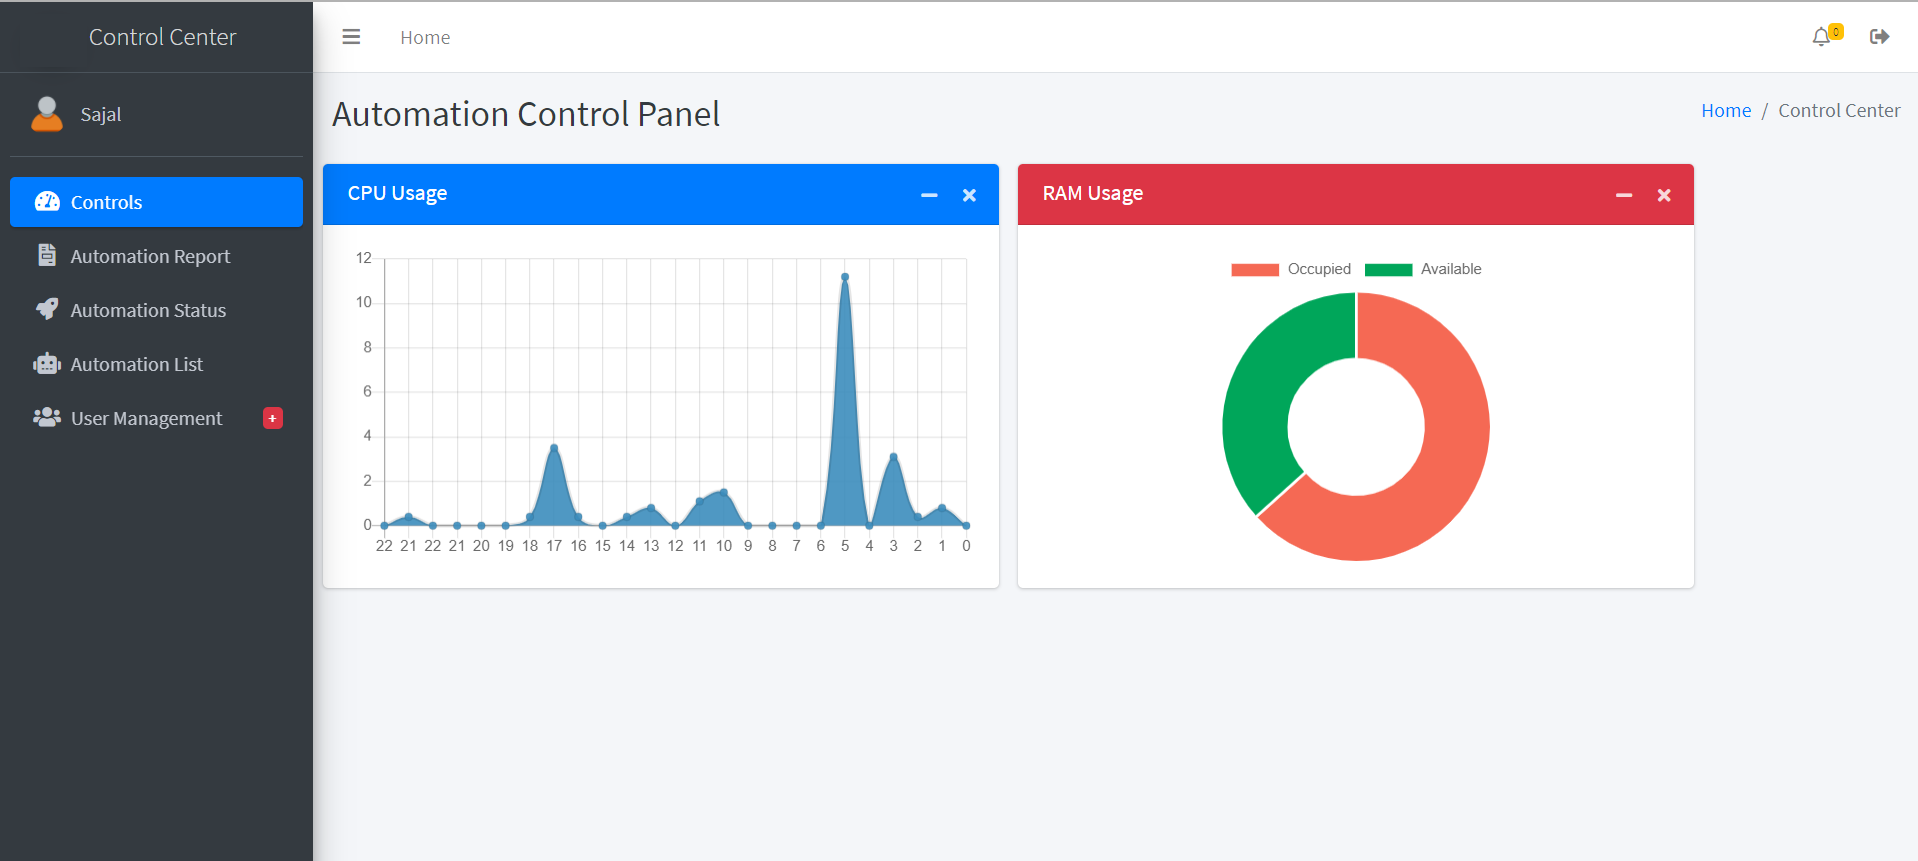 Control Center
Home
0
Sajal
Automation Control Panel
Home / Control Center
Controls
Automation Report
Automation Status
Automation List
User Management +
CPU Usage
12
10
8
6
4
2
0
22 21 22 21 20 19 18 17 16 15 14 13 12 11 10 9 8 7 6 5 4 3 2 1 0
RAM Usage
Occupied Available